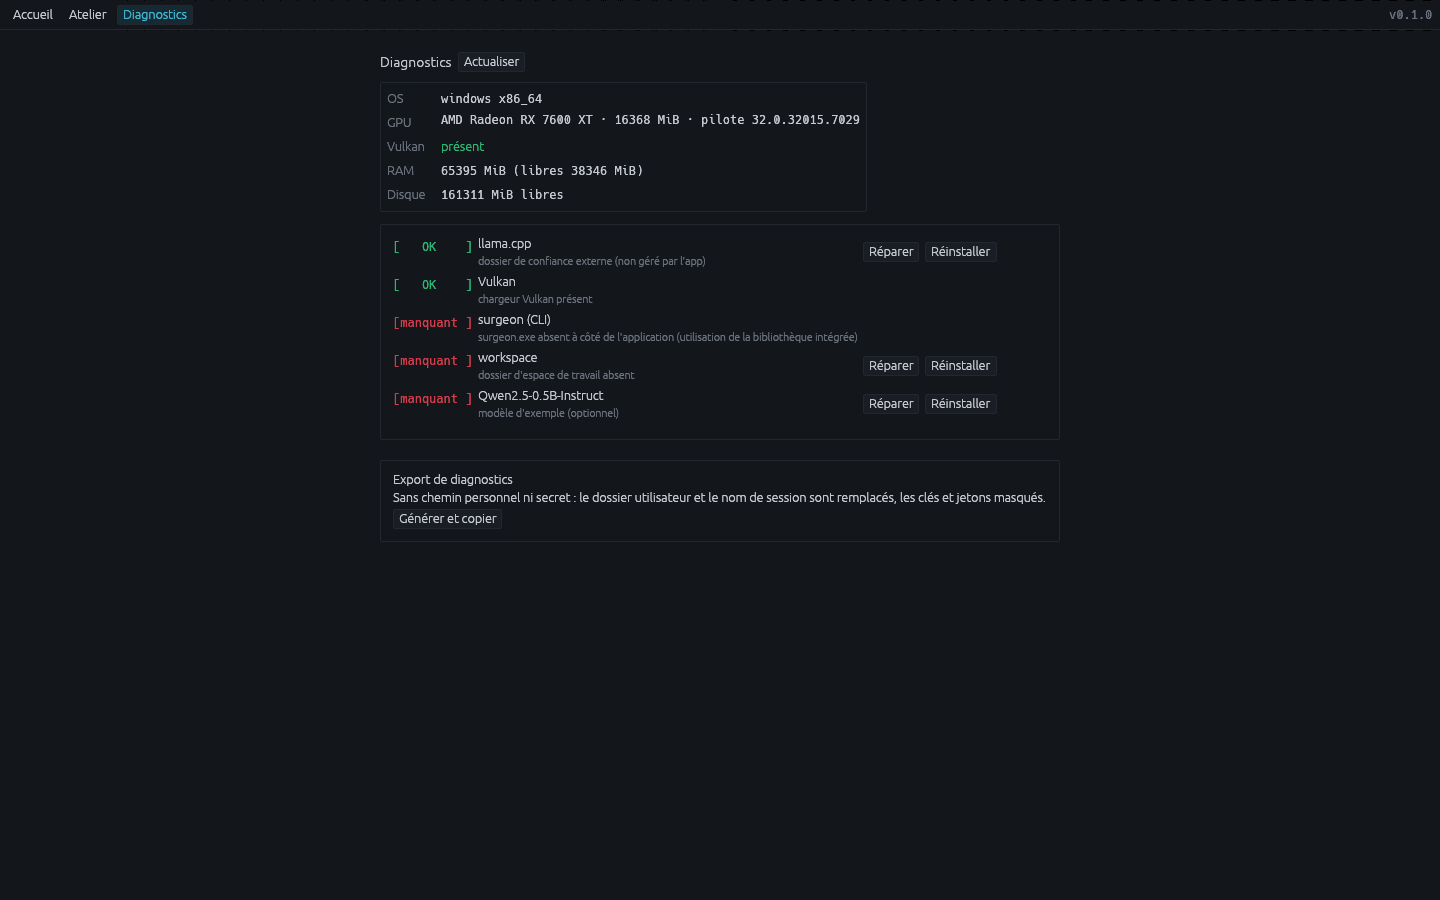 Accueil Atelier Diagnostics v0.1.0
Diagnostics Actualiser
OS windows x86_64
GPU AMD Radeon RX 7600 XT · 16368 MiB · pilote 32.0.32015.7029
Vulkan présent
RAM 65395 MiB (libres 38346 MiB)
Disque 161311 MiB libres
[ OK ] llama.cpp Réparer Réinstaller
dossier de confiance externe (non géré par l'app)
[ OK ] Vulkan
chargeur Vulkan présent
[manquant ] surgeon (CLI)
surgeon.exe absent à côté de l'application (utilisation de la bibliothèque intégrée)
[manquant ] workspace Réparer Réinstaller
dossier d'espace de travail absent
[manquant ] Qwen2.5-0.5B-Instruct Réparer Réinstaller
modèle d'exemple (optionnel)
Export de diagnostics
Sans chemin personnel ni secret : le dossier utilisateur et le nom de session sont remplacés, les clés et jetons masqués.
Générer et copier